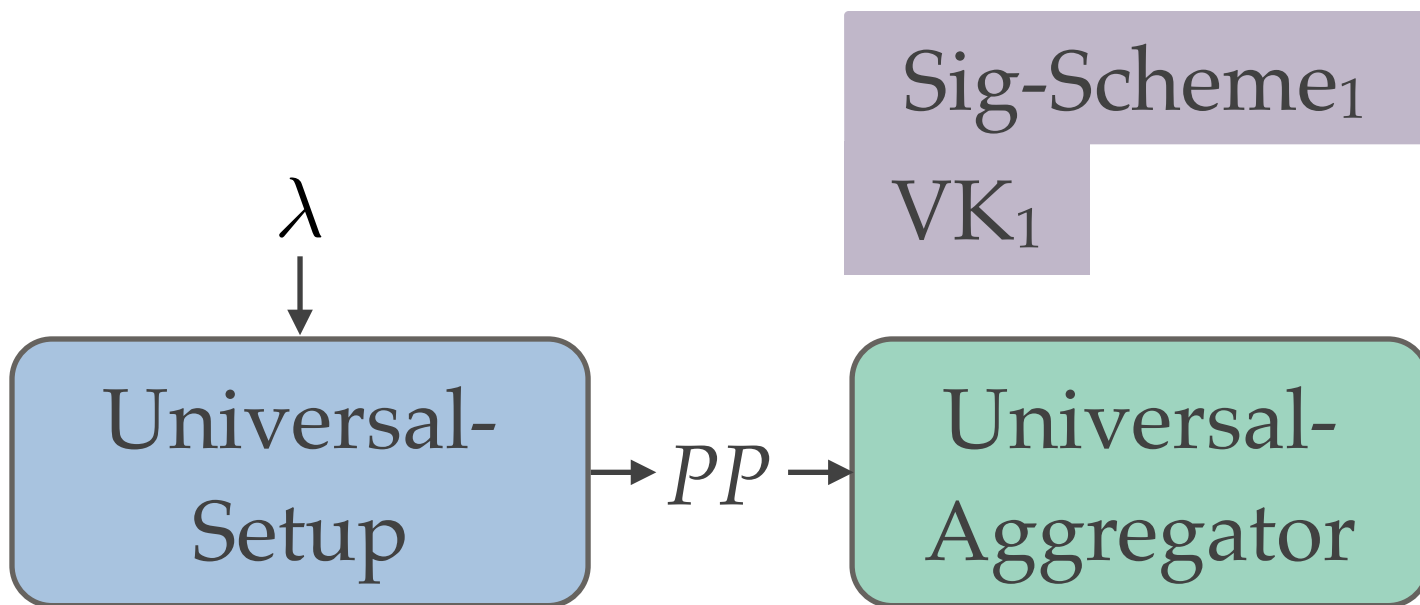 Sig-Scheme₁
VK₁
λ
Universal-
Setup
PP
Universal-
Aggregator